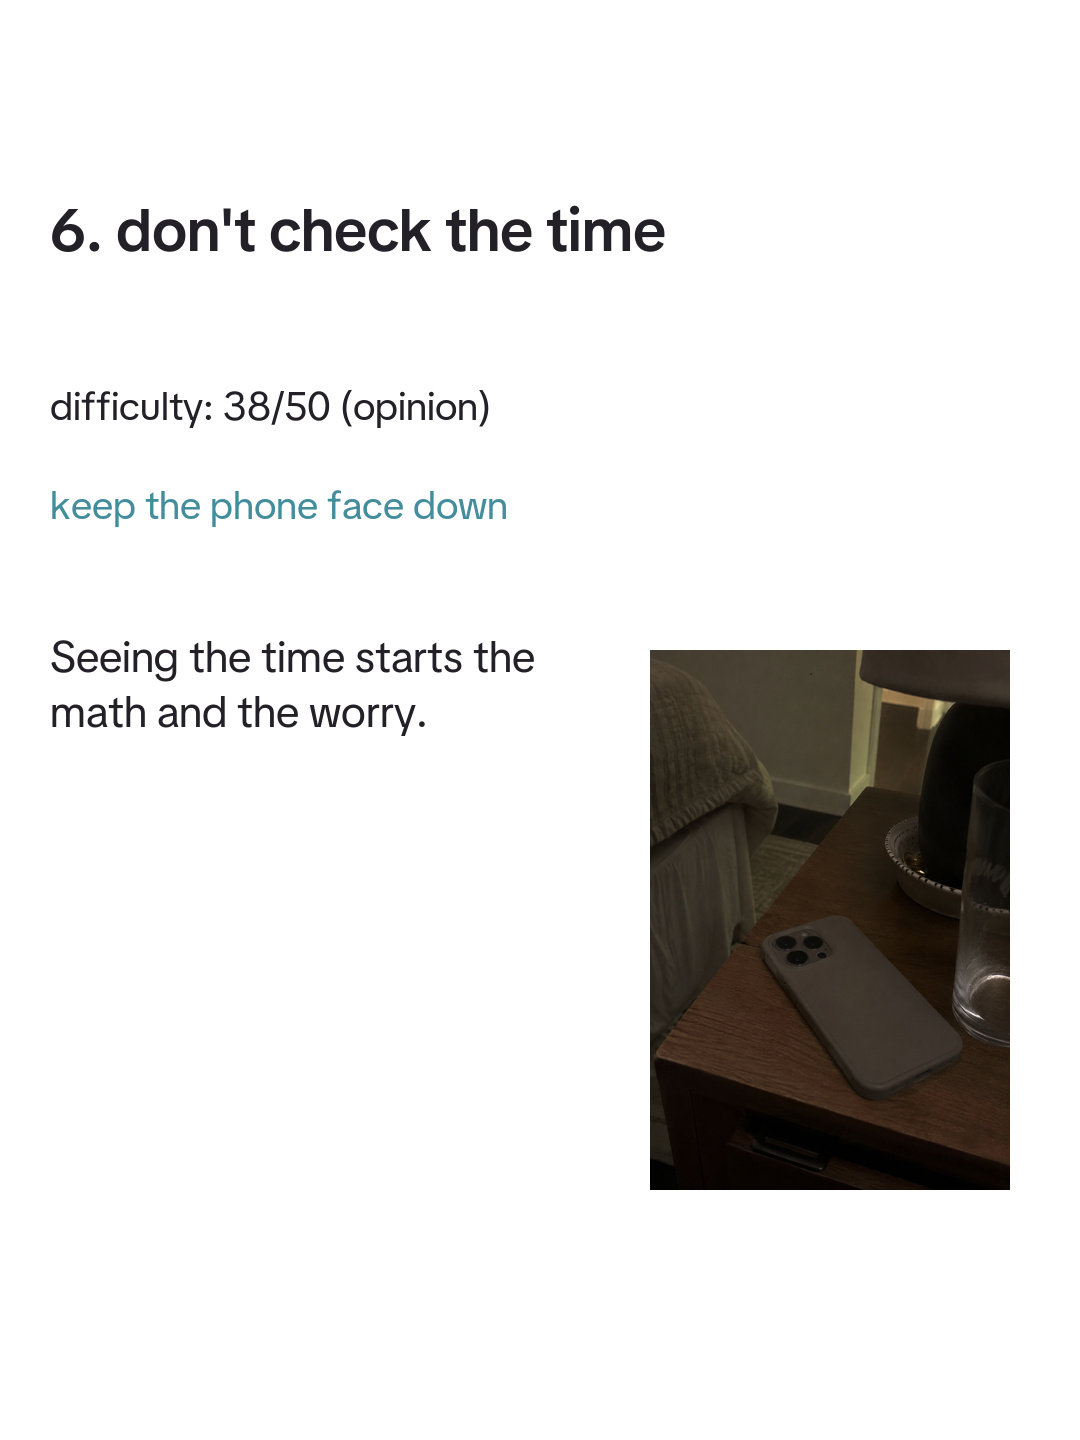 6. don't check the time
difficulty: 38/50 (opinion)
keep the phone face down
Seeing the time starts the
math and the worry.